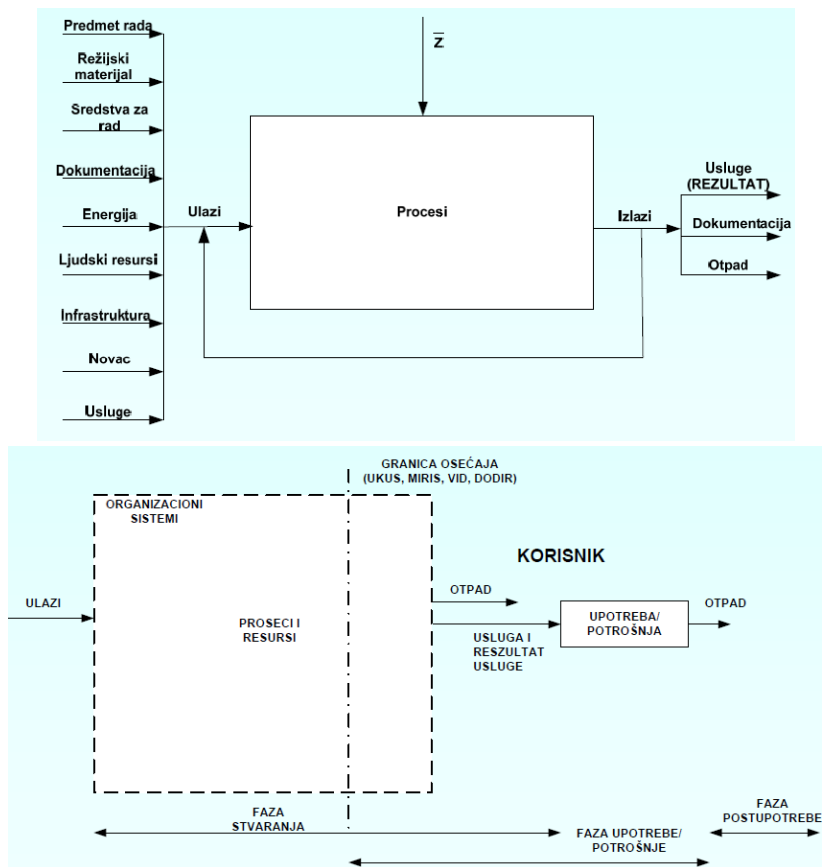 Predmet rada
Režijski
materijal
Sredstva za
rad
Dokumentacija
Energija
Ljudski resursi
Infrastruktura
Novac
Usluge
Ulazi
Z
Procesi
Izlazi
Usluge
(REZULTAT)
Dokumentacija
Otpad
GRANICA OSEĆAJA
(UKUS, MIRIS, VID, DODIR)
ORGANIZACIONI
SISTEMI
KORISNIK
ULAZI
PROSECI I
RESURSI
OTPAD
USLUGA I
RESZULTAT
USLUGE
UPOTREBA/
POTROŠNJA
OTPAD
FAZA
STVARANJA
FAZA UPOTREBE/
POTROŠNJE
FAZA
POSTUPOTREBE